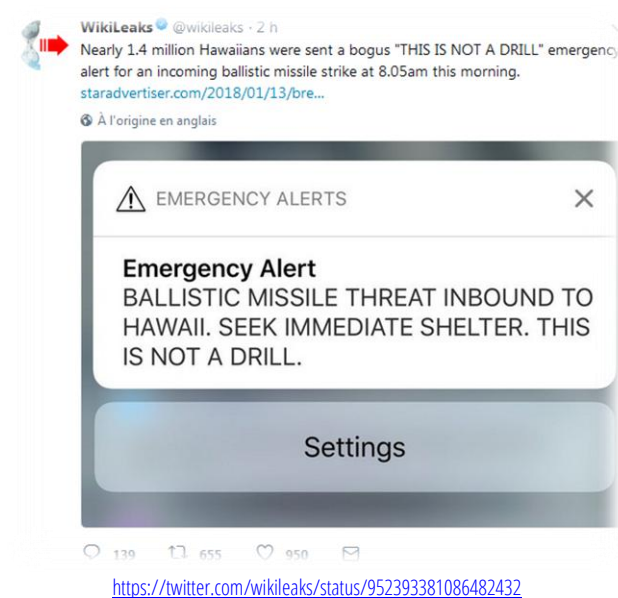 WikiLeaks @wikileaks · 2 h
Nearly 1.4 million Hawaiians were sent a bogus "THIS IS NOT A DRILL" emergency
alert for an incoming ballistic missile strike at 8.05am this morning.
staradvertiser.com/2018/01/13/bre...
À l'origine en anglais
EMERGENCY ALERTS
Emergency Alert
BALLISTIC MISSILE THREAT INBOUND TO
HAWAII. SEEK IMMEDIATE SHELTER. THIS
IS NOT A DRILL.
Settings
139 655 950
https://twitter.com/wikileaks/status/952393381086482432